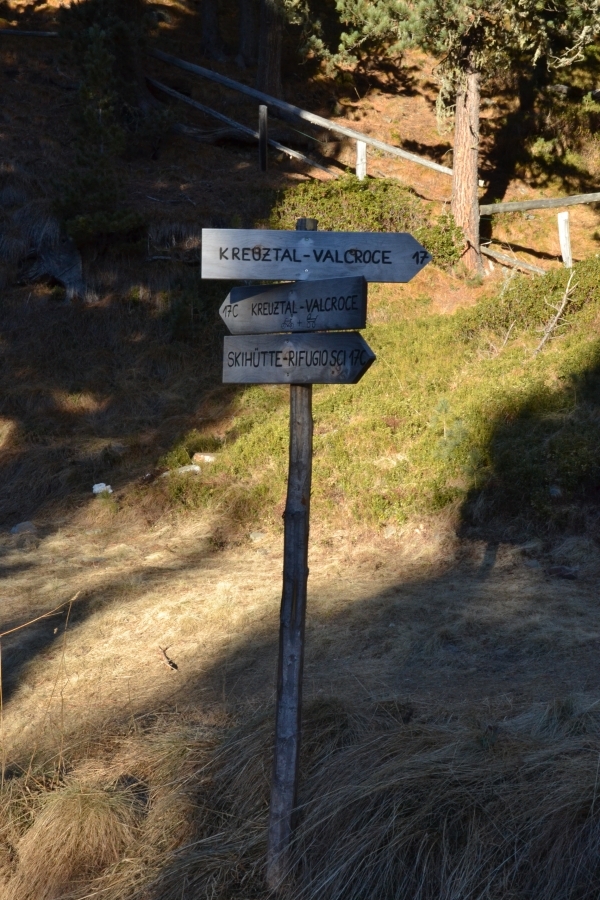 KREUZTAL-VALCROCE 17
17C KREUZTAL-VALCROCE
SKIHÜTTE-RIFUGIO SCI 17C